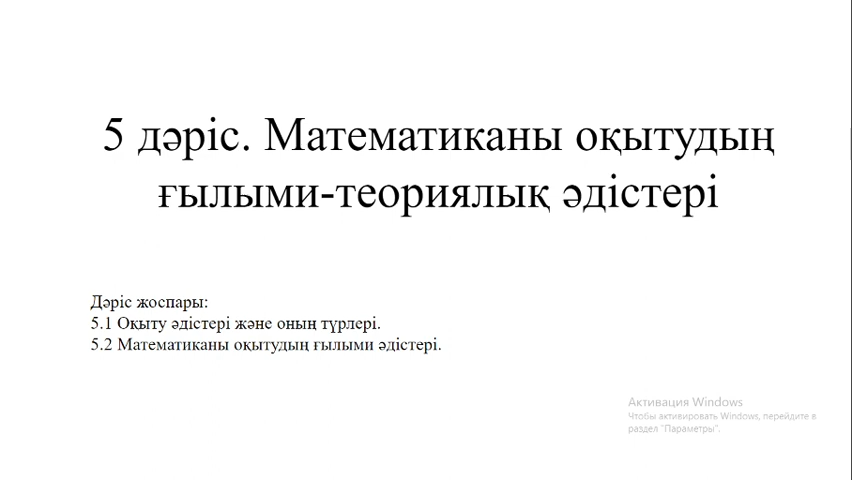 5 дәріс. Математиканы оқытудың
ғылыми-теориялық әдістері
Дәріс жоспары:
5.1 Оқыту әдістері және оның түрлері.
5.2 Математиканы оқытудың ғылыми әдістері.
Активация Windows
Чтобы активировать Windows, перейдите в
раздел "Параметры".